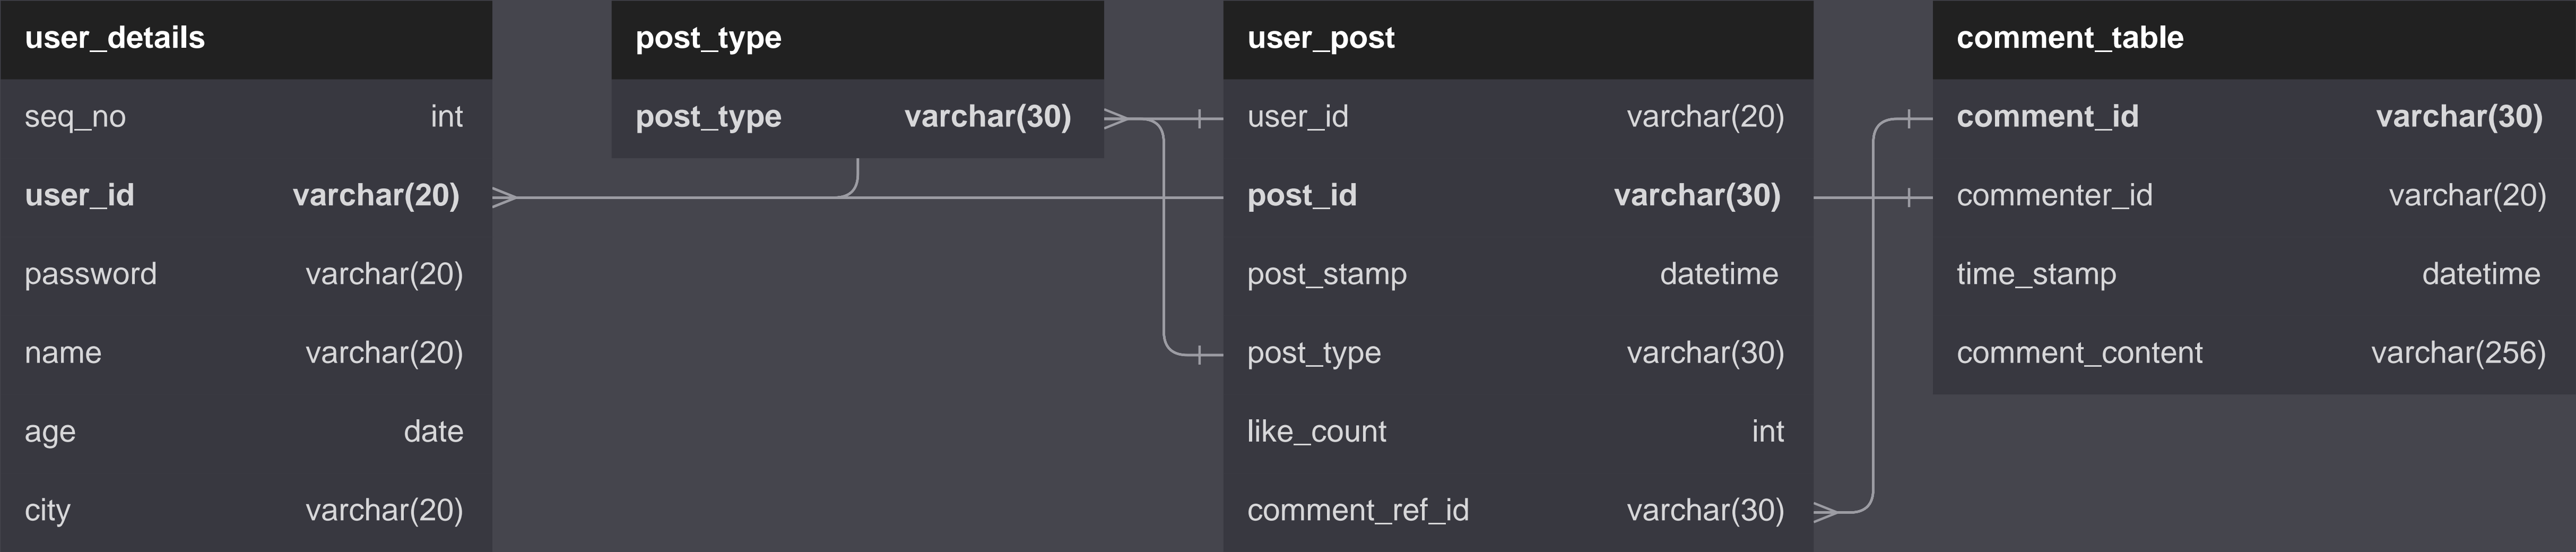 user_details
seq_no int
user_id varchar(20)
password varchar(20)
name varchar(20)
age date
city varchar(20)
post_type
post_type varchar(30)
user_post
user_id varchar(20)
post_id varchar(30)
post_stamp datetime
post_type varchar(30)
like_count int
comment_ref_id varchar(30)
comment_table
comment_id varchar(30)
commenter_id varchar(20)
time_stamp datetime
comment_content varchar(256)